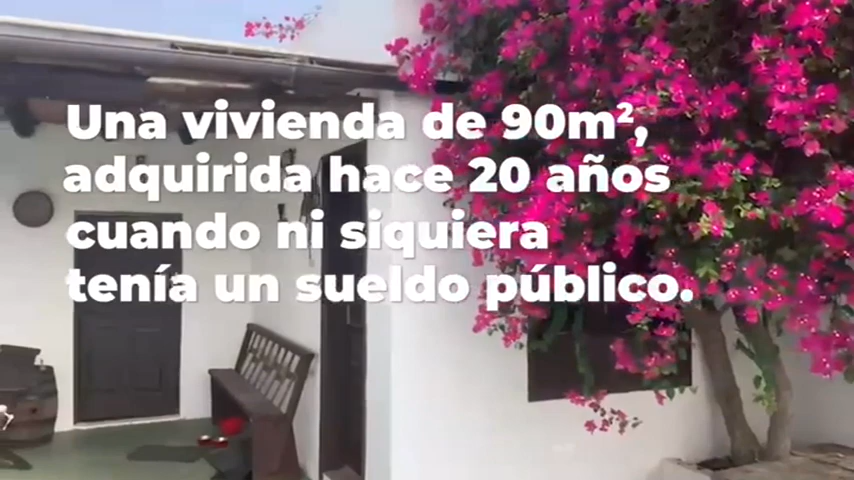 Una vivienda de 90m²,
adquirida hace 20 años
cuando ni siquiera
tenía un sueldo público.